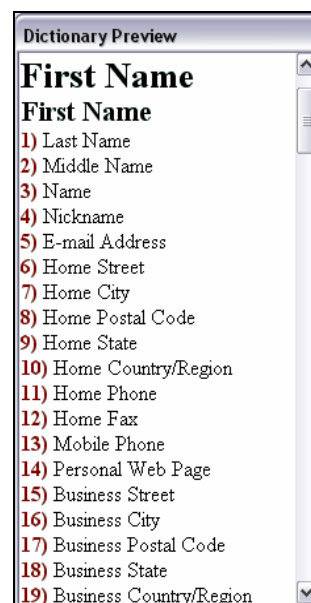 Dictionary Preview
First Name
First Name
1) Last Name
2) Middle Name
3) Name
4) Nickname
5) E-mail Address
6) Home Street
7) Home City
8) Home Postal Code
9) Home State
10) Home Country/Region
11) Home Phone
12) Home Fax
13) Mobile Phone
14) Personal Web Page
15) Business Street
16) Business City
17) Business Postal Code
18) Business State
19) Business Country/Region